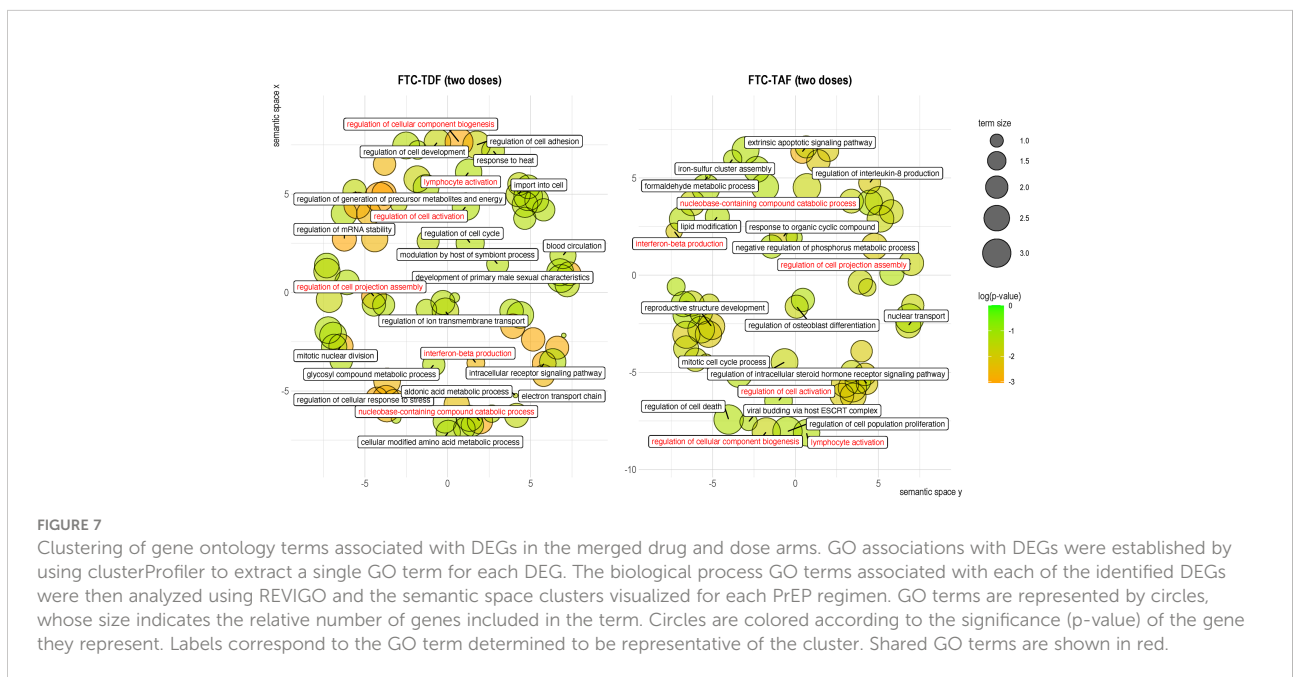 FTC-TDF (two doses)
FTC-TAF (two doses)
semantic space x
regulation of cellular component biogenesis
regulation of cell adhesion
regulation of cell development
response to heat
lymphocyte activation
import into cell
5
regulation of generation of precursor metabolites and energy
regulation of cell activation
regulation of mRNA stability
regulation of cell cycle
blood circulation
modulation by host of symbiont process
development of primary male sexual characteristics
regulation of cell projection assembly
0
regulation of ion transmembrane transport
mitotic nuclear division
interferon-beta production
glycosyl compound metabolic process
intracellular receptor signaling pathway
-5
aldonic acid metabolic process
electron transport chain
regulation of cellular response to stress
nucleobase-containing compound catabolic process
cellular modified amino acid metabolic process
-5
0
5
extrinsic apoptotic signaling pathway
iron-sulfur cluster assembly
regulation of interleukin-8 production
5
formaldehyde metabolic process
nucleobase-containing compound catabolic process
lipid modification
response to organic cyclic compound
interferon-beta production
negative regulation of phosphorus metabolic process
regulation of cell projection assembly
0
reproductive structure development
nuclear transport
regulation of osteoblast differentiation
mitotic cell cycle process
-5
regulation of intracellular steroid hormone receptor signaling pathway
regulation of cell activation
regulation of cell death
viral budding via host ESCRT complex
regulation of cell population proliferation
regulation of cellular component biogenesis
lymphocyte activation
-10
-5
0
5
semantic space y
term size
1.0
1.5
2.0
2.5
3.0
log(p-value)
0
-1
-2
-3
FIGURE 7
Clustering of gene ontology terms associated with DEGs in the merged drug and dose arms. GO associations with DEGs were established by
using clusterProfiler to extract a single GO term for each DEG. The biological process GO terms associated with each of the identified DEGs
were then analyzed using REVIGO and the semantic space clusters visualized for each PrEP regimen. GO terms are represented by circles,
whose size indicates the relative number of genes included in the term. Circles are colored according to the significance (p-value) of the gene
they represent. Labels correspond to the GO term determined to be representative of the cluster. Shared GO terms are shown in red.